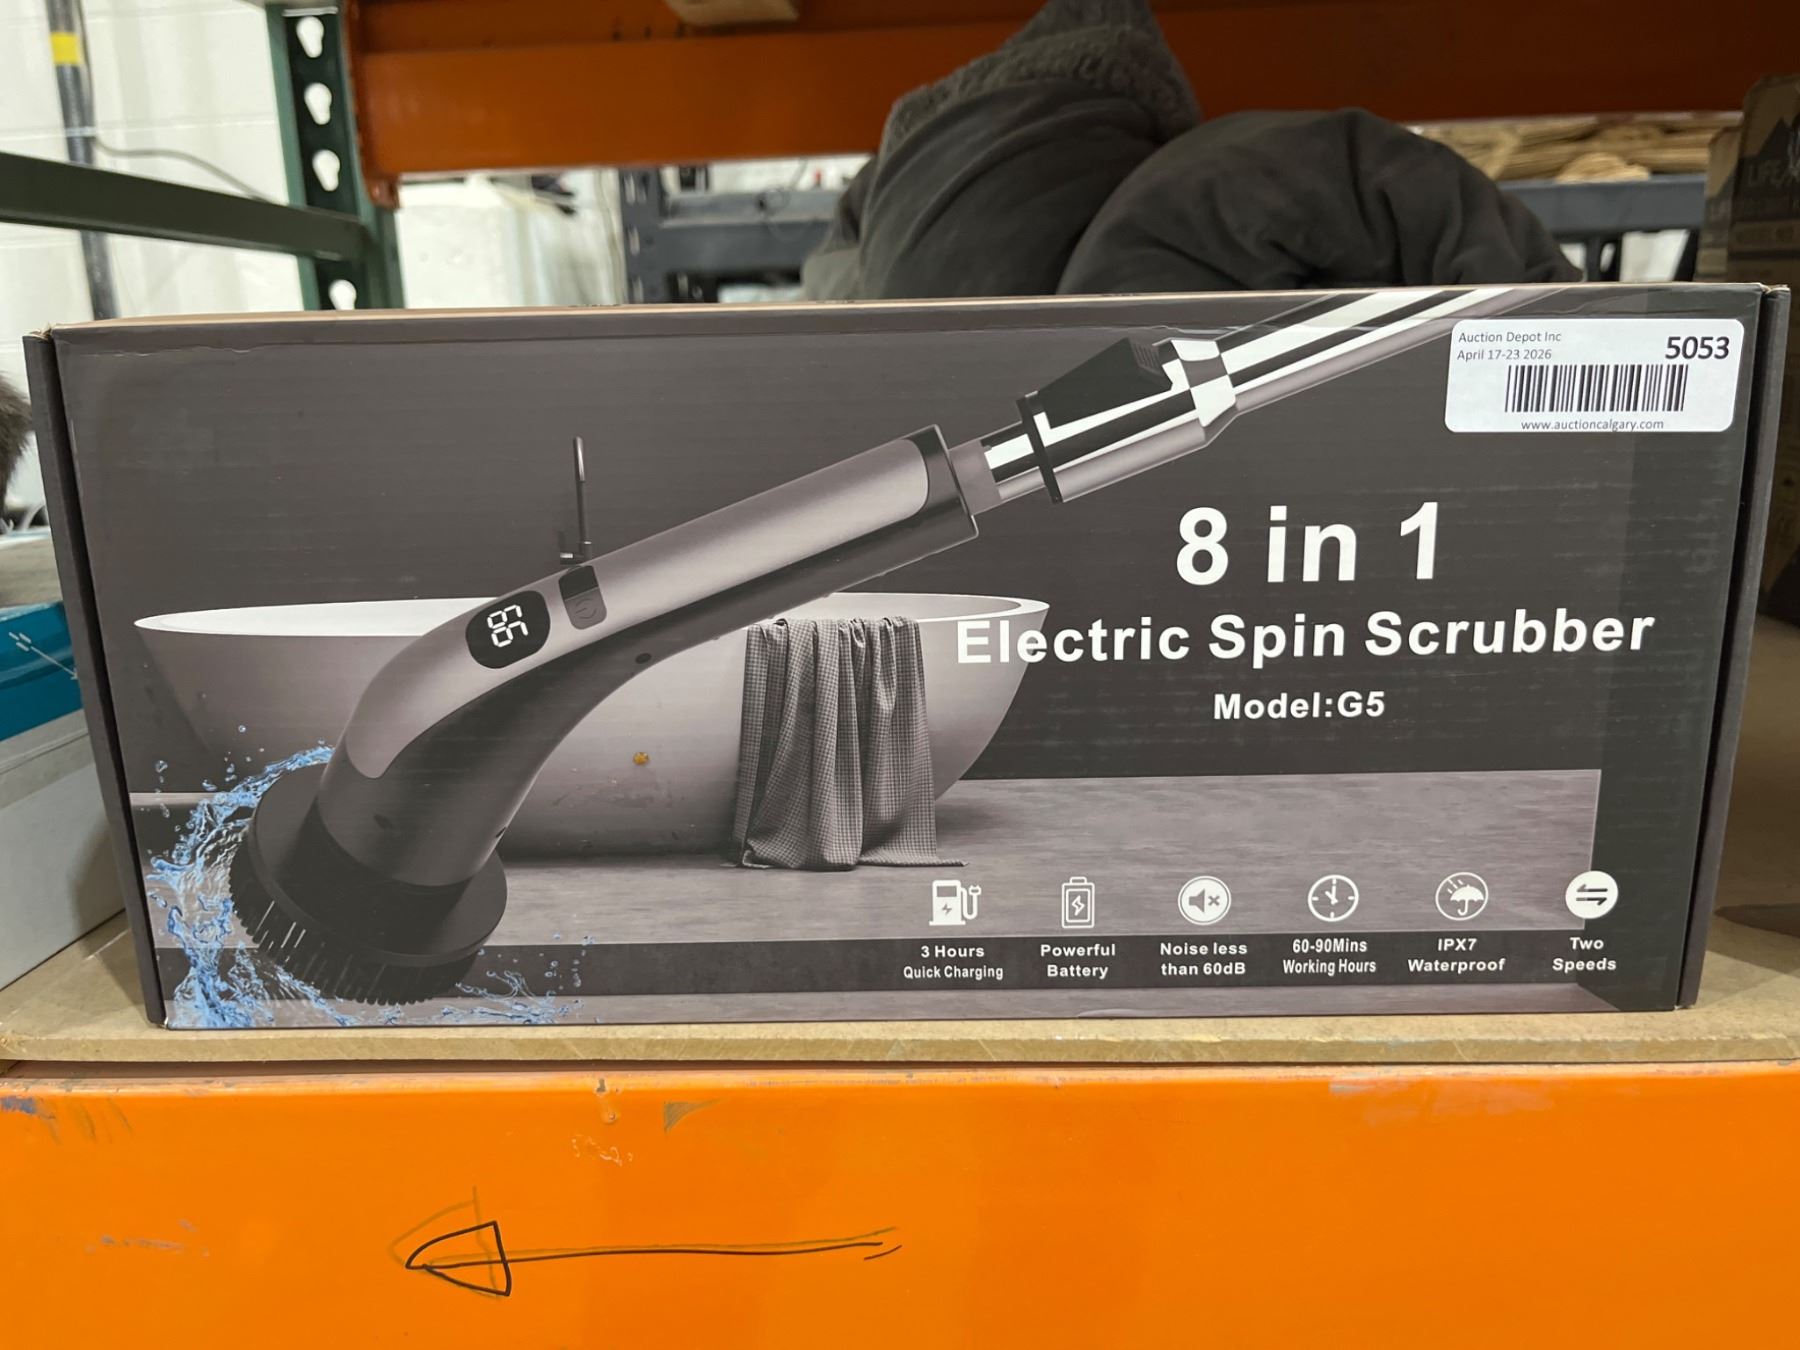 Auction Depot Inc
April 17-23 2026
5053
www.auctioncalgary.com
8 in 1
Electric Spin Scrubber
Model:G5
3 Hours
Quick Charging
Powerful
Battery
Noise less
than 60dB
60-90Mins
Working Hours
IPX7
Waterproof
Two
Speeds
LIFE